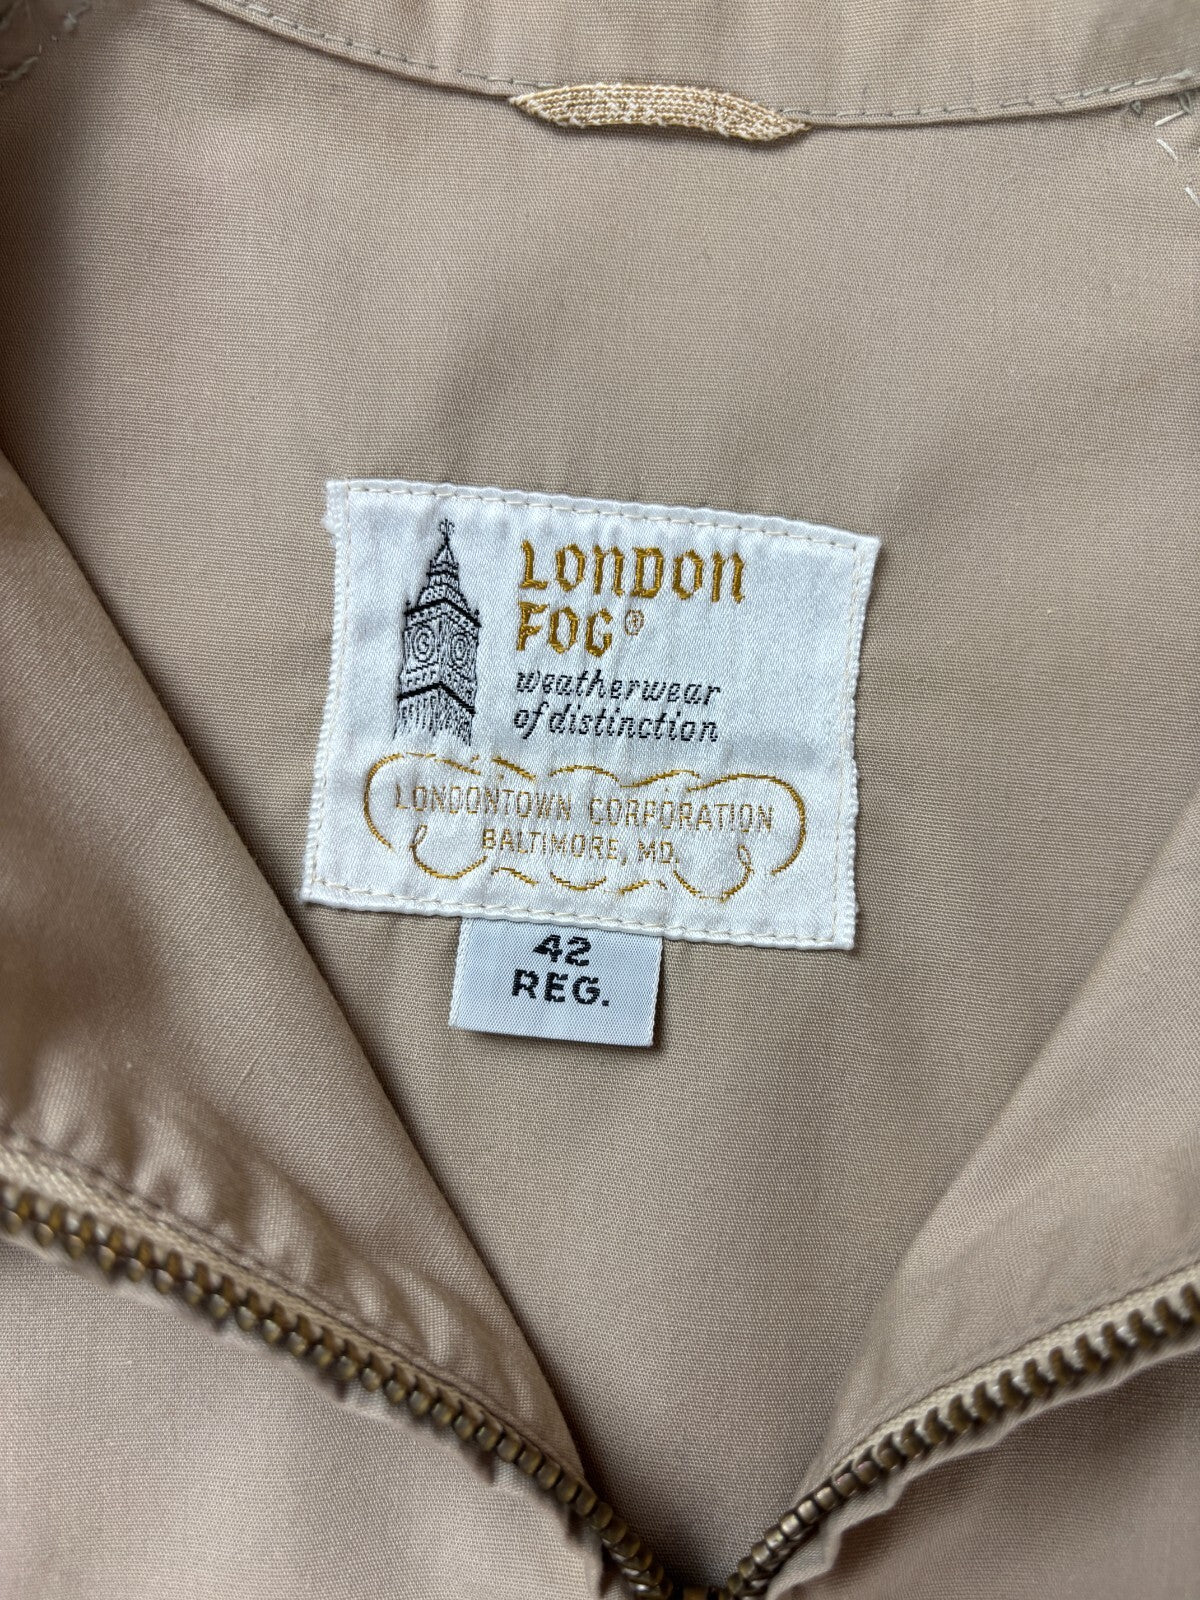 LONDON
FOG®
weatherwear
of distinction
LONDONTOWN CORPORATION
BALTIMORE, MD.
42
REG.